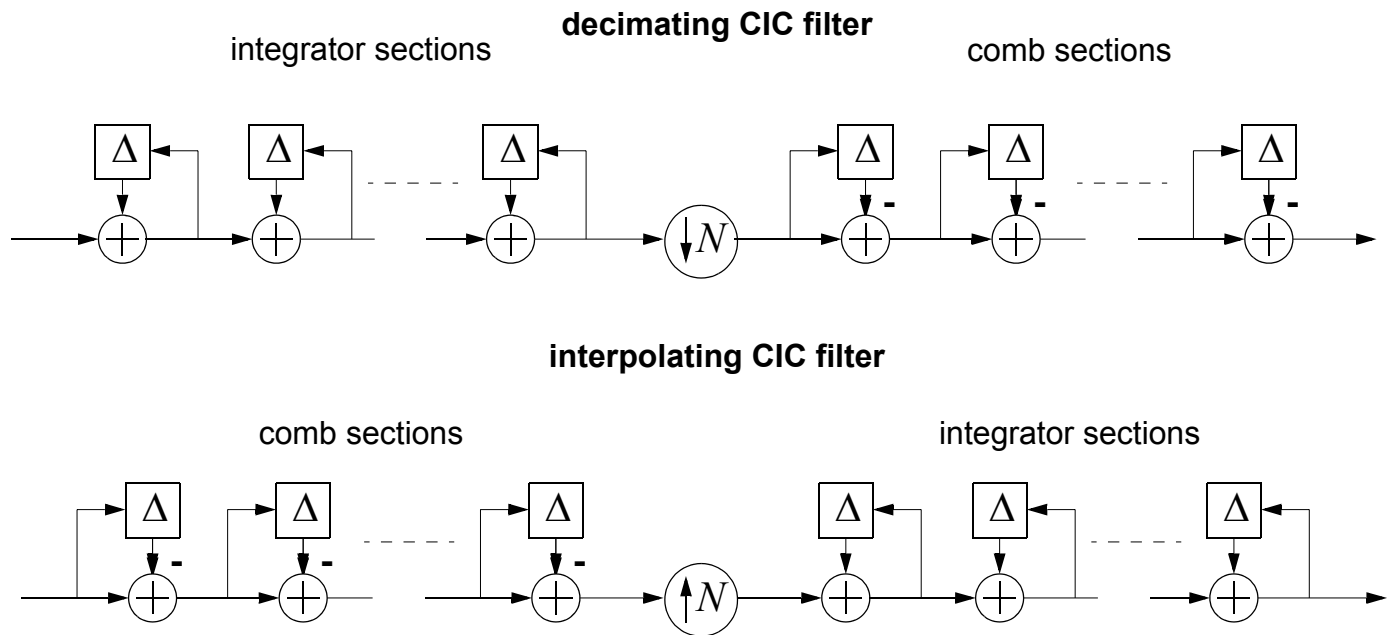 decimating CIC filter
integrator sections
comb sections
Δ Δ Δ Δ Δ Δ
- - -
+ + ↓N + + +
+
interpolating CIC filter
comb sections
integrator sections
Δ Δ Δ Δ Δ Δ
- - -
+ + + ↑N + + +